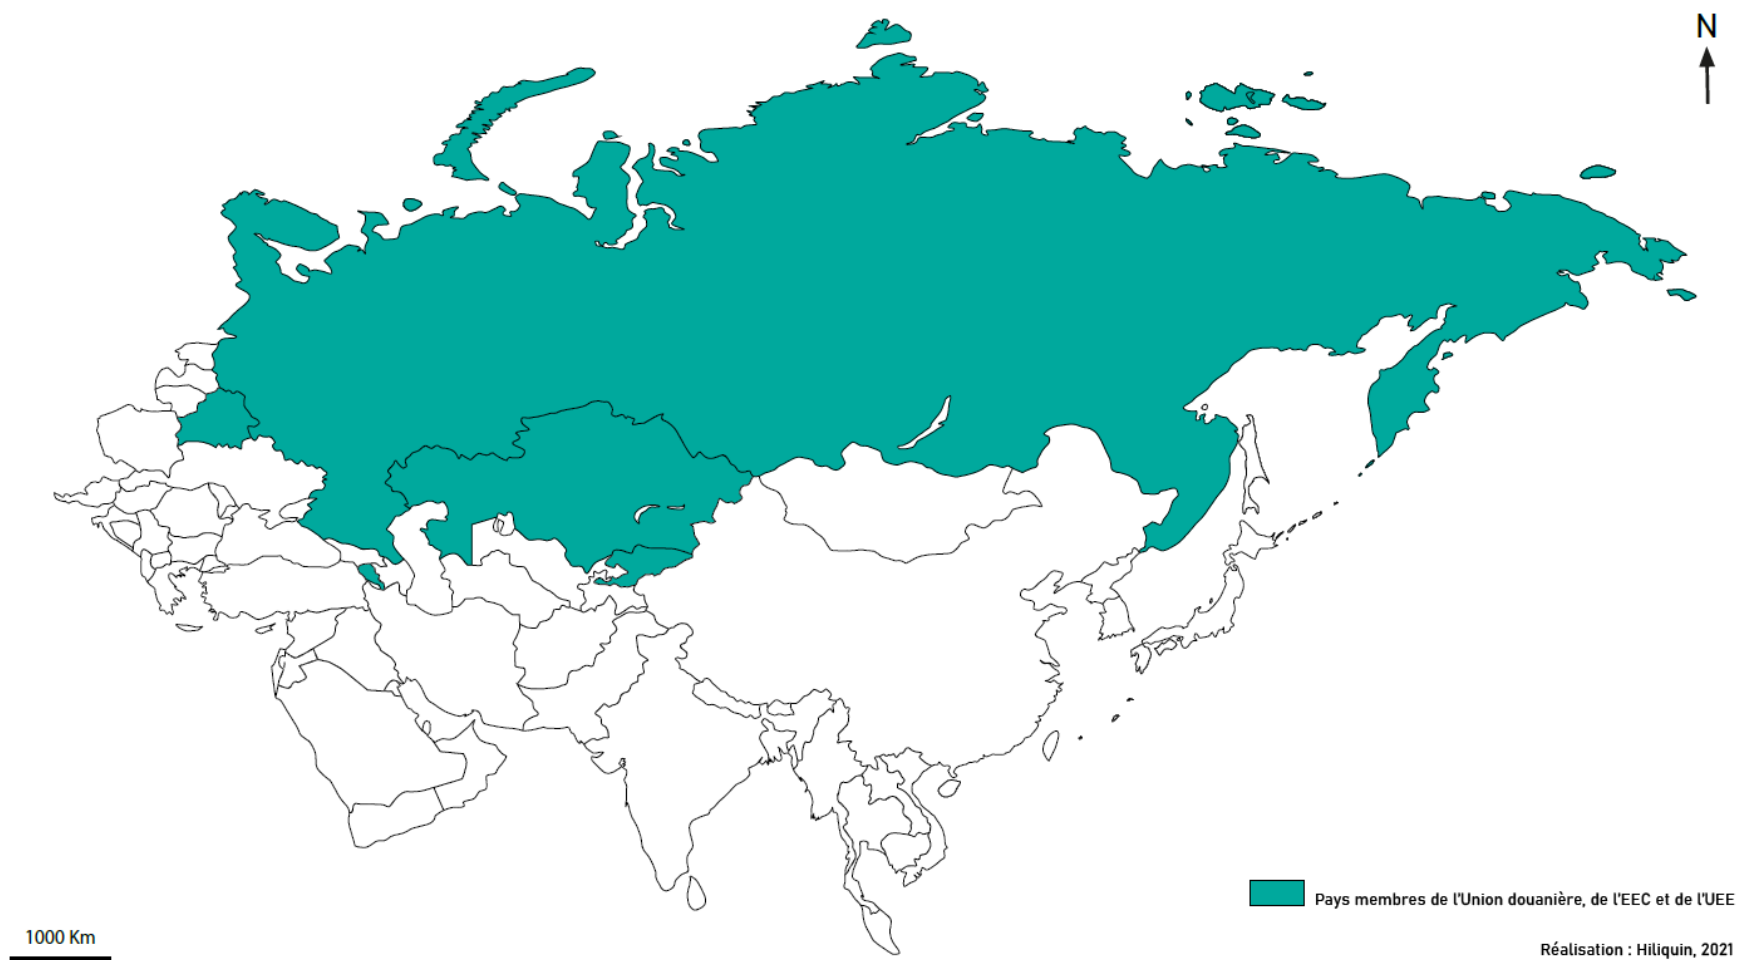 N
Pays membres de l'Union douanière, de l'EEC et de l'UEE
1000 Km
Réalisation : Hiliquin, 2021